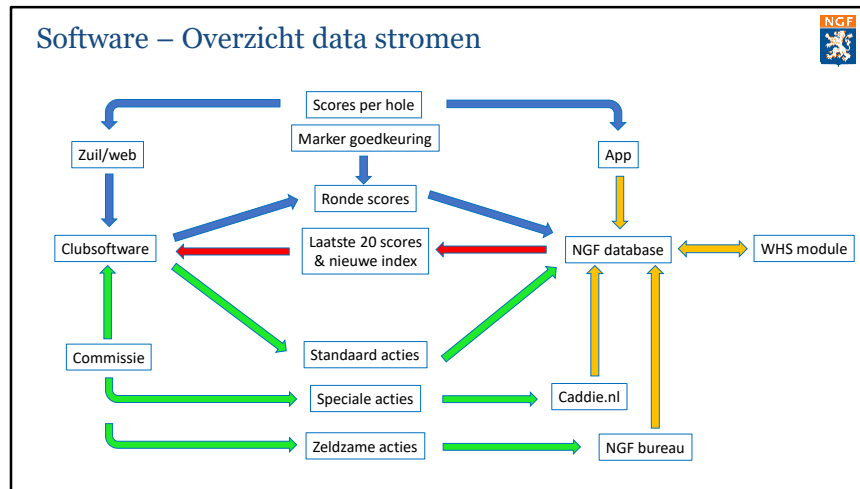 Software – Overzicht data stromen
NGF
Scores per hole
Marker goedkeuring
Zuil/web
App
Ronde scores
Clubsoftware
Laatste 20 scores
& nieuwe index
NGF database
WHS module
Commissie
Standaard acties
Speciale acties
Caddie.nl
Zeldzame acties
NGF bureau